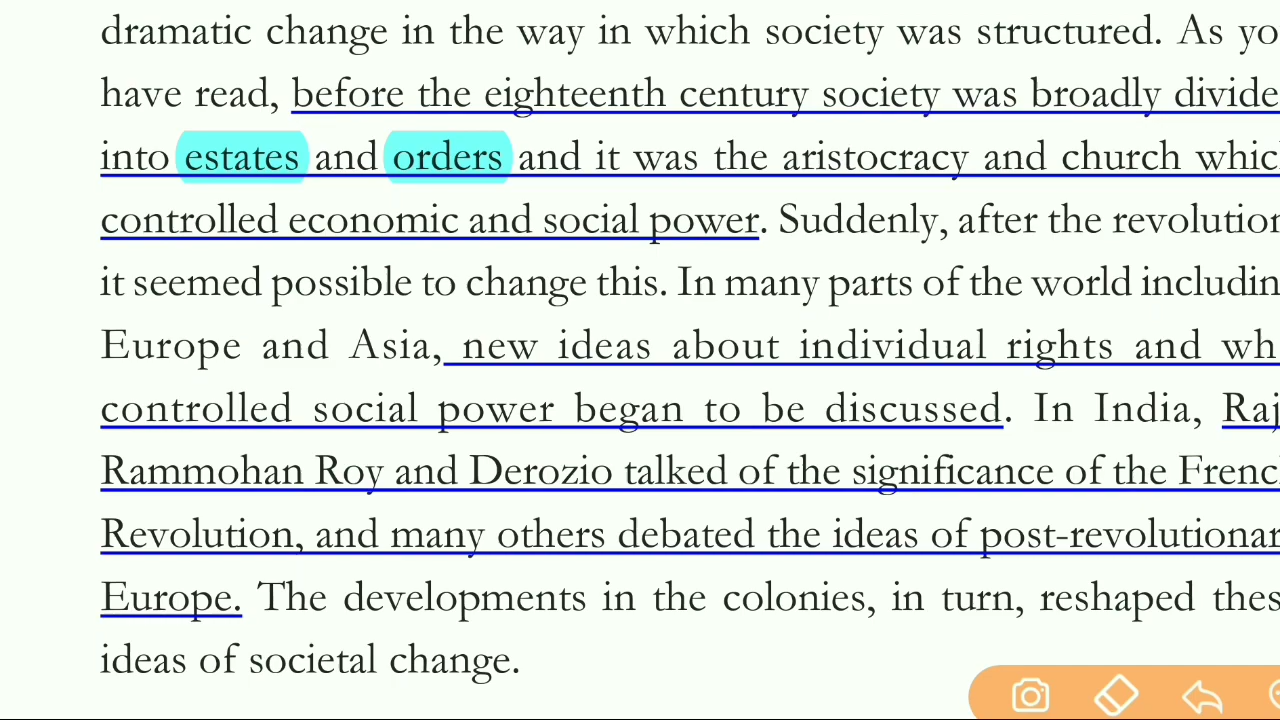 dramatic change in the way in which society was structured. As yo
have read, before the eighteenth century society was broadly divide
into estates and orders and it was the aristocracy and church whic
controlled economic and social power. Suddenly, after the revolution
it seemed possible to change this. In many parts of the world includin
Europe and Asia, new ideas about individual rights and wh
controlled social power began to be discussed. In India, Raj
Rammohan Roy and Derozio talked of the significance of the Frenc
Revolution, and many others debated the ideas of post-revolutionar
Europe. The developments in the colonies, in turn, reshaped thes
ideas of societal change.